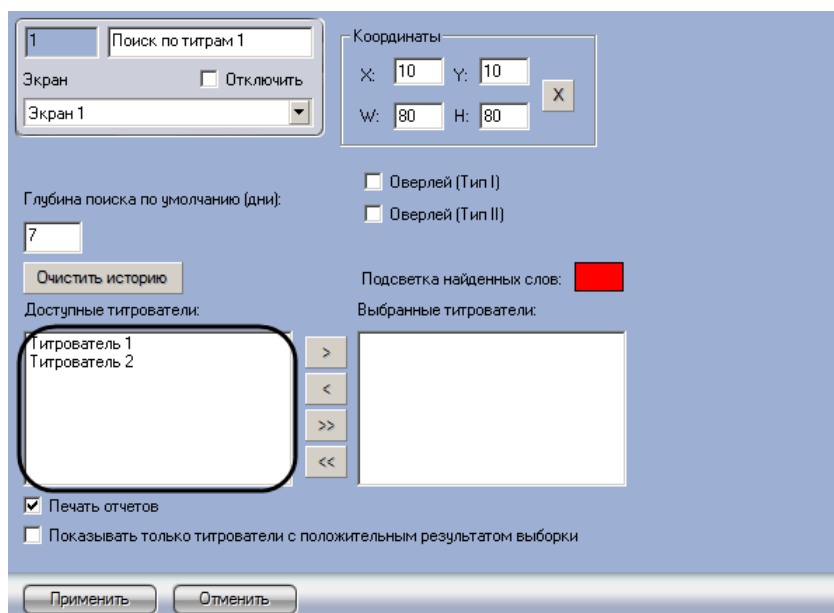 1
Поиск по титрам 1
Экран
Отключить
Экран 1
Координаты
X: 10 Y: 10
W: 80 H: 80
X
Оверлей (Тип I)
Оверлей (Тип II)
Глубина поиска по умолчанию (дни):
7
Очистить историю
Подсветка найденных слов:
Доступные титрователи:
Выбранные титрователи:
Титрователь 1
Титрователь 2
>
<
>>
<<
Печать отчетов
Показывать только титрователи с положительным результатом выборки
Применить
Отменить